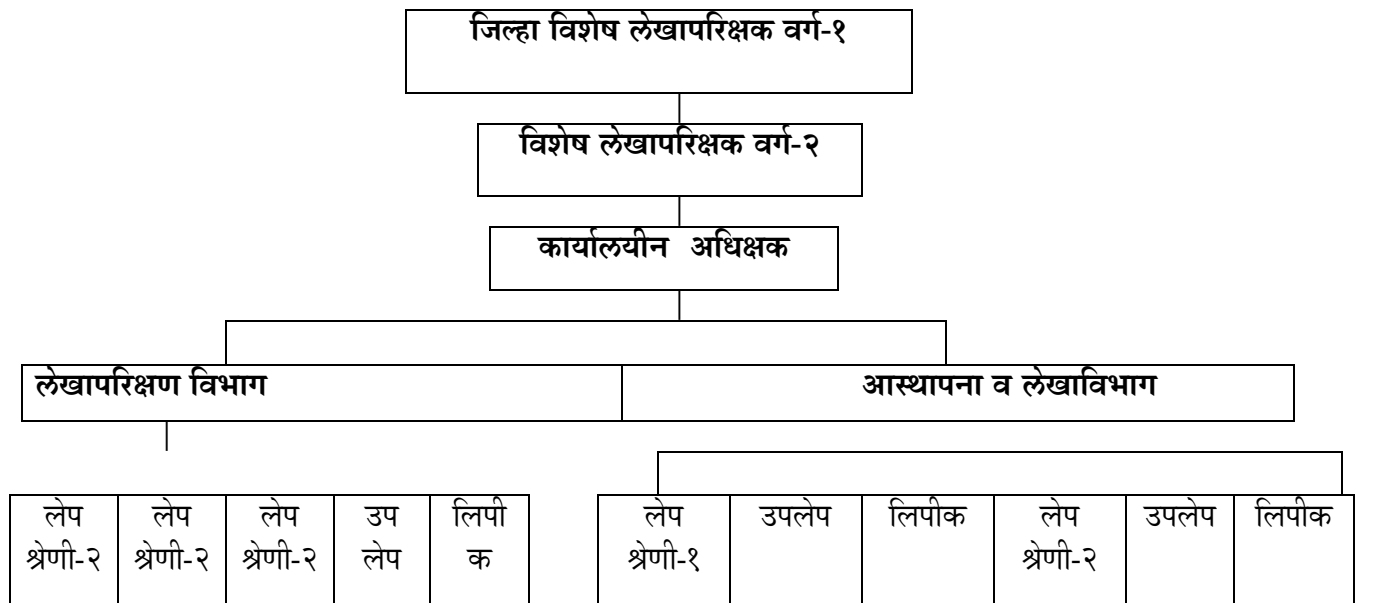 जिल्हा विशेष लेखापरिक्षक वर्ग-१
विशेष लेखापरिक्षक वर्ग-२
कार्यालयीन अधिक्षक
लेखापरिक्षण विभाग
आस्थापना व लेखाविभाग
लेप
श्रेणी-२
लेप
श्रेणी-२
लेप
श्रेणी-२
उप
लेप
लिपी
क
लेप
श्रेणी-१
उपलेप
लिपीक
लेप
श्रेणी-२
उपलेप
लिपीक